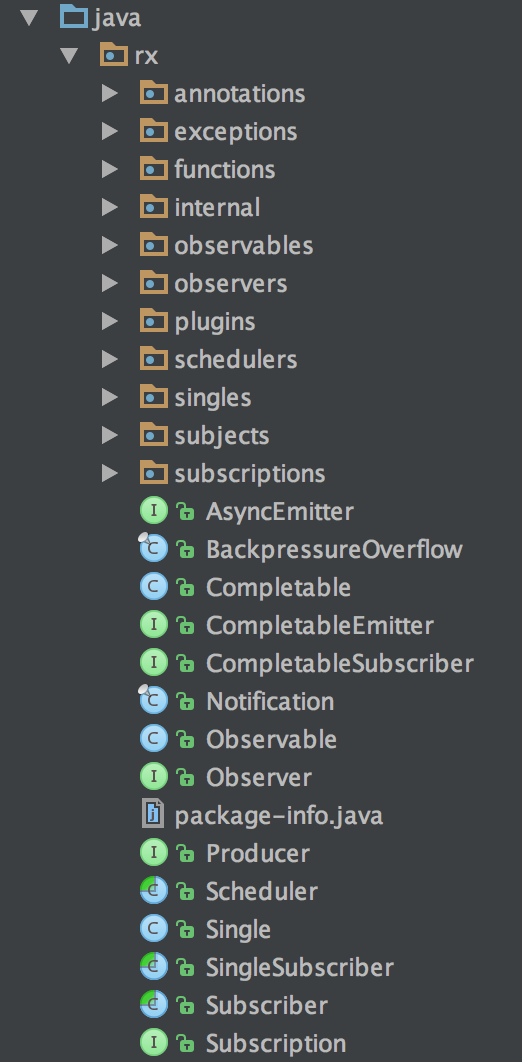 java
rx
annotations
exceptions
functions
internal
observables
observers
plugins
schedulers
singles
subjects
subscriptions
I AsyncEmitter
C BackpressureOverflow
C Completable
I CompletableEmitter
I CompletableSubscriber
C Notification
C Observable
I Observer
j package-info.java
I Producer
C Scheduler
C Single
C SingleSubscriber
C Subscriber
I Subscription